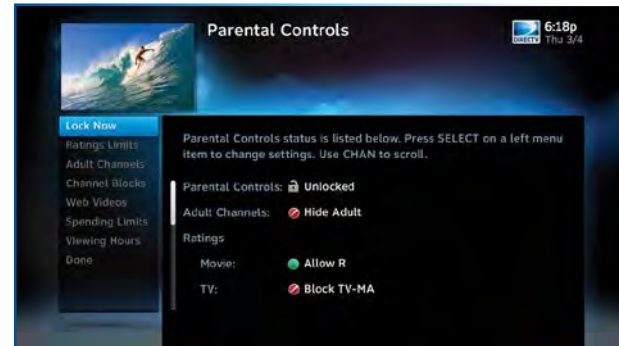 Parental Controls
6:18p
DIRECTV Thu 3/4
Lock Now
Ratings Limits
Adult Channels
Channel Blocks
Web Videos
Spending Limits
Viewing Hours
Done
Parental Controls status is listed below. Press SELECT on a left menu
item to change settings. Use CHAN to scroll.
Parental Controls: Unlocked
Adult Channels: Hide Adult
Ratings
Movie: Allow R
TV: Block TV-MA